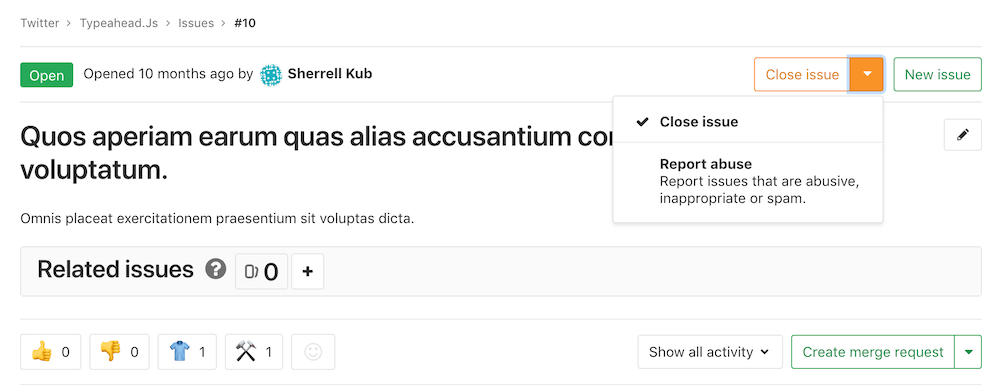 Twitter > Typeahead.Js > Issues > #10
Open Opened 10 months ago by Sherrell Kub Close issue New issue
Close issue
Quos aperiam earum quas alias accusantium
voluptatum.
Report abuse
Report issues that are abusive,
inappropriate or spam.
Omnis placeat exercitationem praesentium sit voluptas dicta.
Related issues ? 0 +
0 0 1 1 Show all activity Create merge request